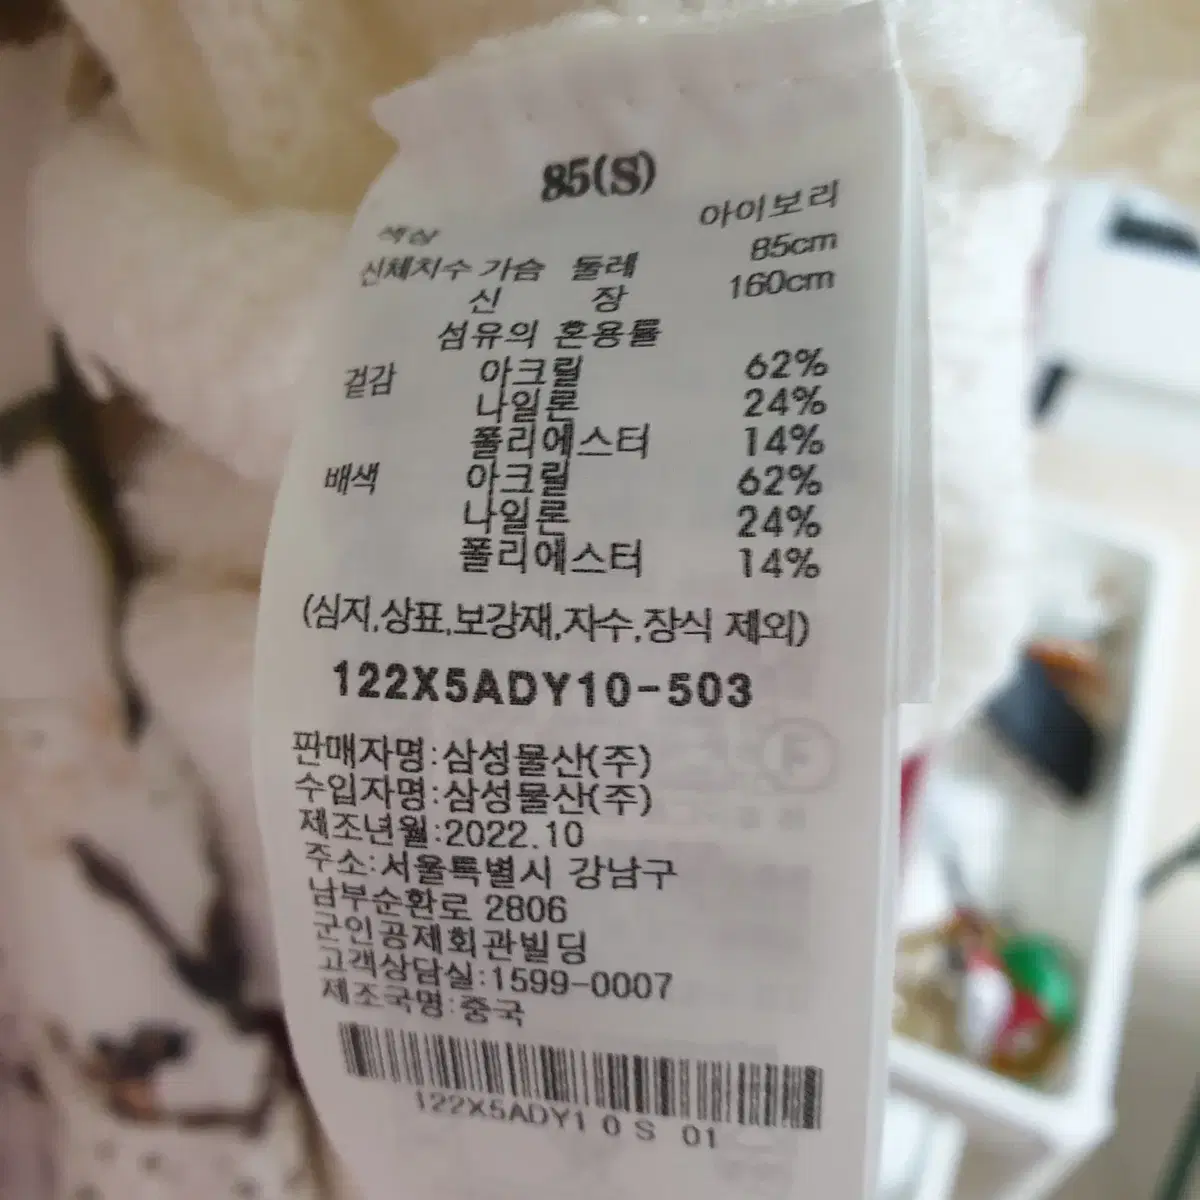 85(S)
색상 아이보리
신체치수 가슴 둘레 85cm
신 장 160cm
섬유의 혼용률
겉감 아크릴 62%
나일론 24%
폴리에스터 14%
배색 아크릴 62%
나일론 24%
폴리에스터 14%
(심지,상표,보강재,자수,장식 제외)
122X5ADY10-503
판매자명:삼성물산(주)
수입자명:삼성물산(주)
제조년월:2022.10
주소:서울특별시 강남구
남부순환로 2806
군인공제회관빌딩
고객상담실:1599-0007
제조국명:중국
122X5ADY10S 01